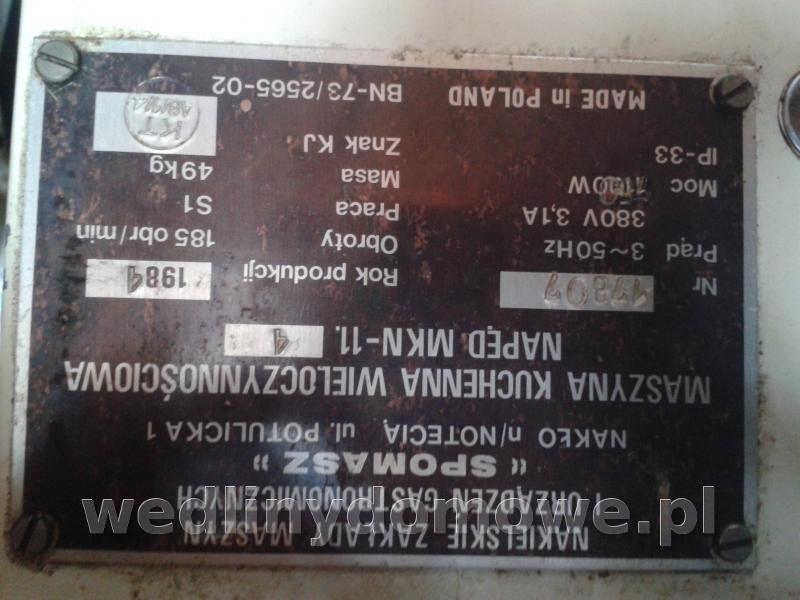 NAKIELSKIE ZAKŁADY MASZYN
I URZĄDZEŃ GASTRONOMICZNYCH
« SPOMASZ »
NAKŁO n/NOTECIĄ, ul. POTULICKA 1
MASZYNA KUCHENNA WIELOCZYNNOŚCIOWA
NAPĘD MKN-11. 4
Nr 17807
Rok produkcji 1984
Prąd 3~50Hz
Obroty 185 obr/min
380V 3,1A
Praca S1
Moc W
Masa 49kg
IP-33
Znak KJ
KT
MADE in POLAND
BN-73/2565-02
wedlinydomowe.pl